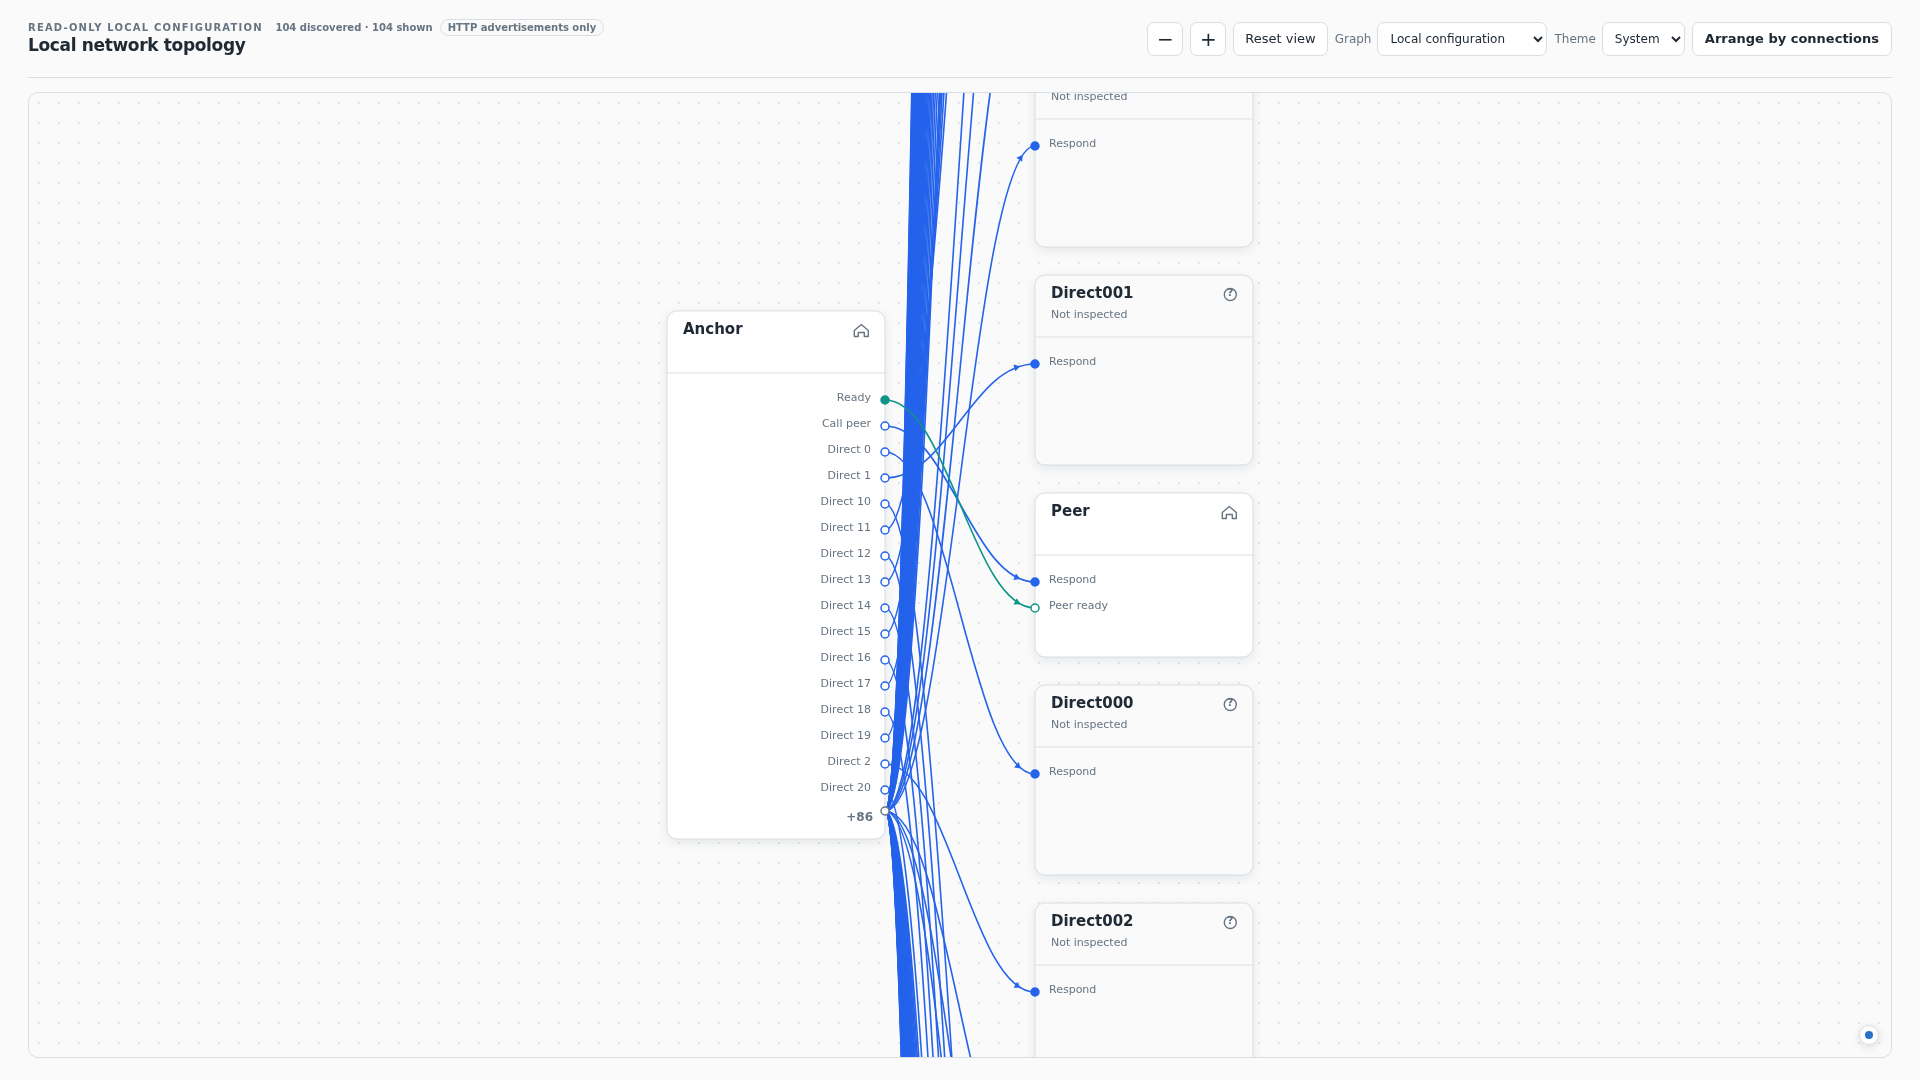 READ-ONLY LOCAL CONFIGURATION 104 discovered · 104 shown HTTP advertisements only
Local network topology
− + Reset view Graph Local configuration Theme System Arrange by connections
Not inspected
Respond
Direct001
?
Not inspected
Respond
Anchor
Ready
Call peer
Direct 0
Direct 1
Direct 10
Direct 11
Direct 12
Direct 13
Direct 14
Direct 15
Direct 16
Direct 17
Direct 18
Direct 19
Direct 2
Direct 20
+86
Peer
Respond
Peer ready
Direct000
?
Not inspected
Respond
Direct002
?
Not inspected
Respond